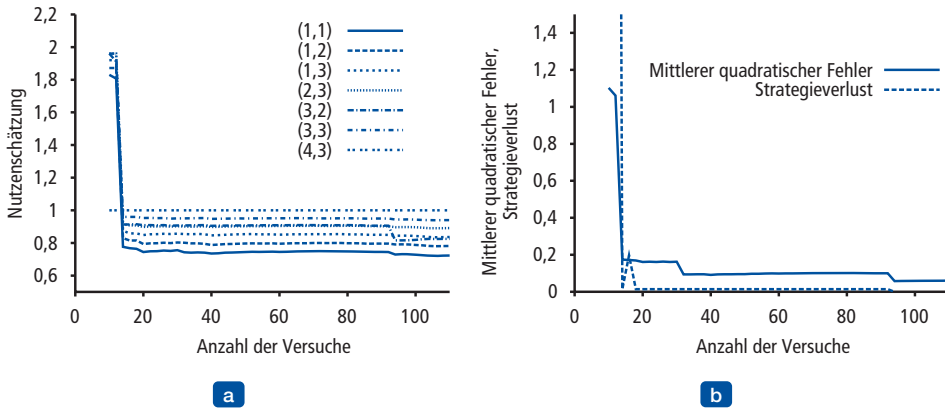 2,2
2
1,8
1,6
1,4
1,2
1
0,8
0,6
Nutzenschätzung
(1,1)
(1,2)
(1,3)
(2,3)
(3,2)
(3,3)
(4,3)
0 20 40 60 80 100
Anzahl der Versuche
a
1,4
1,2
1
0,8
0,6
0,4
0,2
0
Mittlerer quadratischer Fehler,
Strategieverlust
Mittlerer quadratischer Fehler
Strategieverlust
0 20 40 60 80 100
Anzahl der Versuche
b